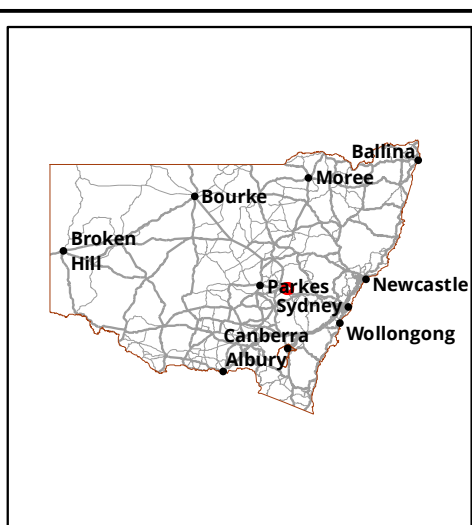 Ballina
Moree
Bourke
Broken
Hill
Parkes
Newcastle
Sydney
Wollongong
Canberra
Albury